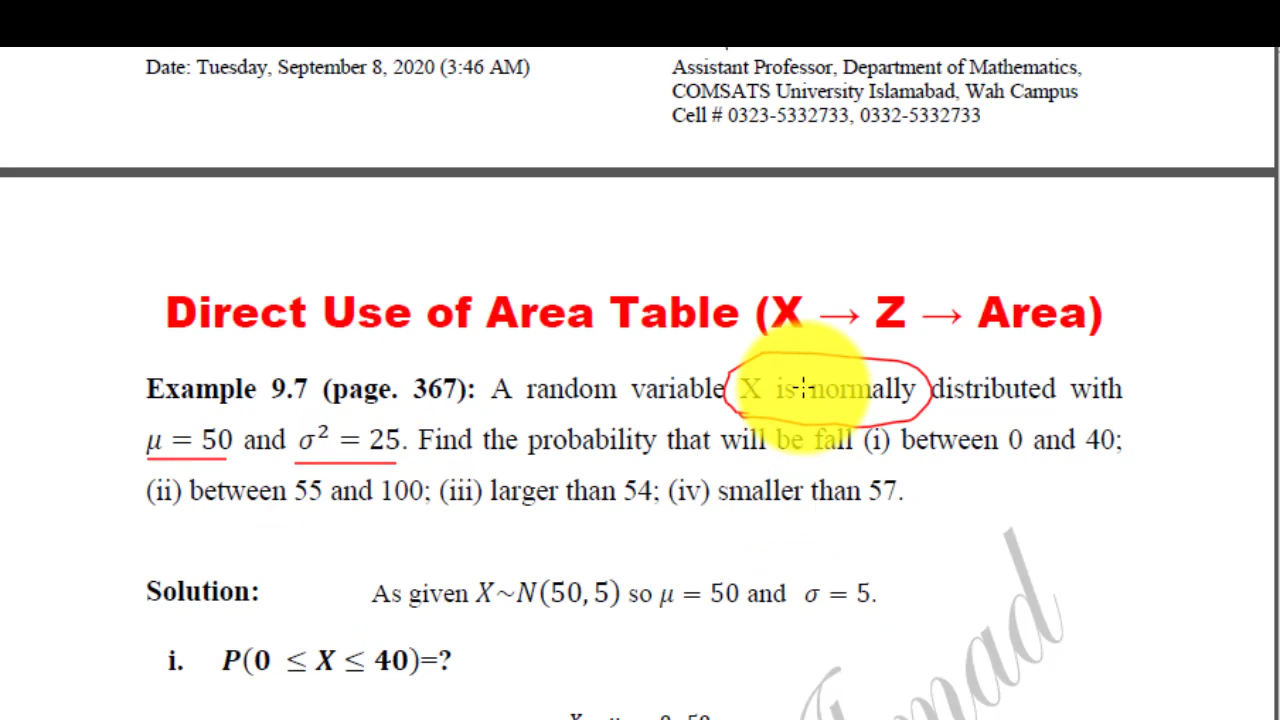 Date: Tuesday, September 8, 2020 (3:46 AM)
Assistant Professor, Department of Mathematics,
COMSATS University Islamabad, Wah Campus
Cell # 0323-5332733, 0332-5332733
Direct Use of Area Table (X → Z → Area)
Example 9.7 (page. 367): A random variable X is normally distributed with
μ = 50 and σ² = 25. Find the probability that will be fall (i) between 0 and 40;
(ii) between 55 and 100; (iii) larger than 54; (iv) smaller than 57.
Solution: As given X~N(50, 5) so μ = 50 and σ = 5.
i. P(0 ≤ X ≤ 40)=?